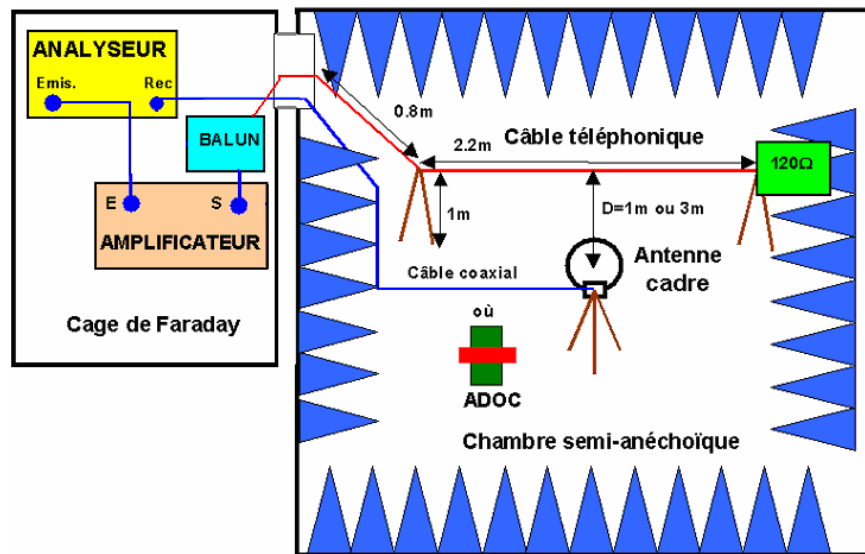 ANALYSEUR
Emis.
Rec
BALUN
E
S
AMPLIFICATEUR
Cage de Faraday
0.8m
Câble téléphonique
2.2m
120Ω
1m
D=1m ou 3m
Antenne
cadre
Câble coaxial
où
ADOC
Chambre semi-anéchoïque